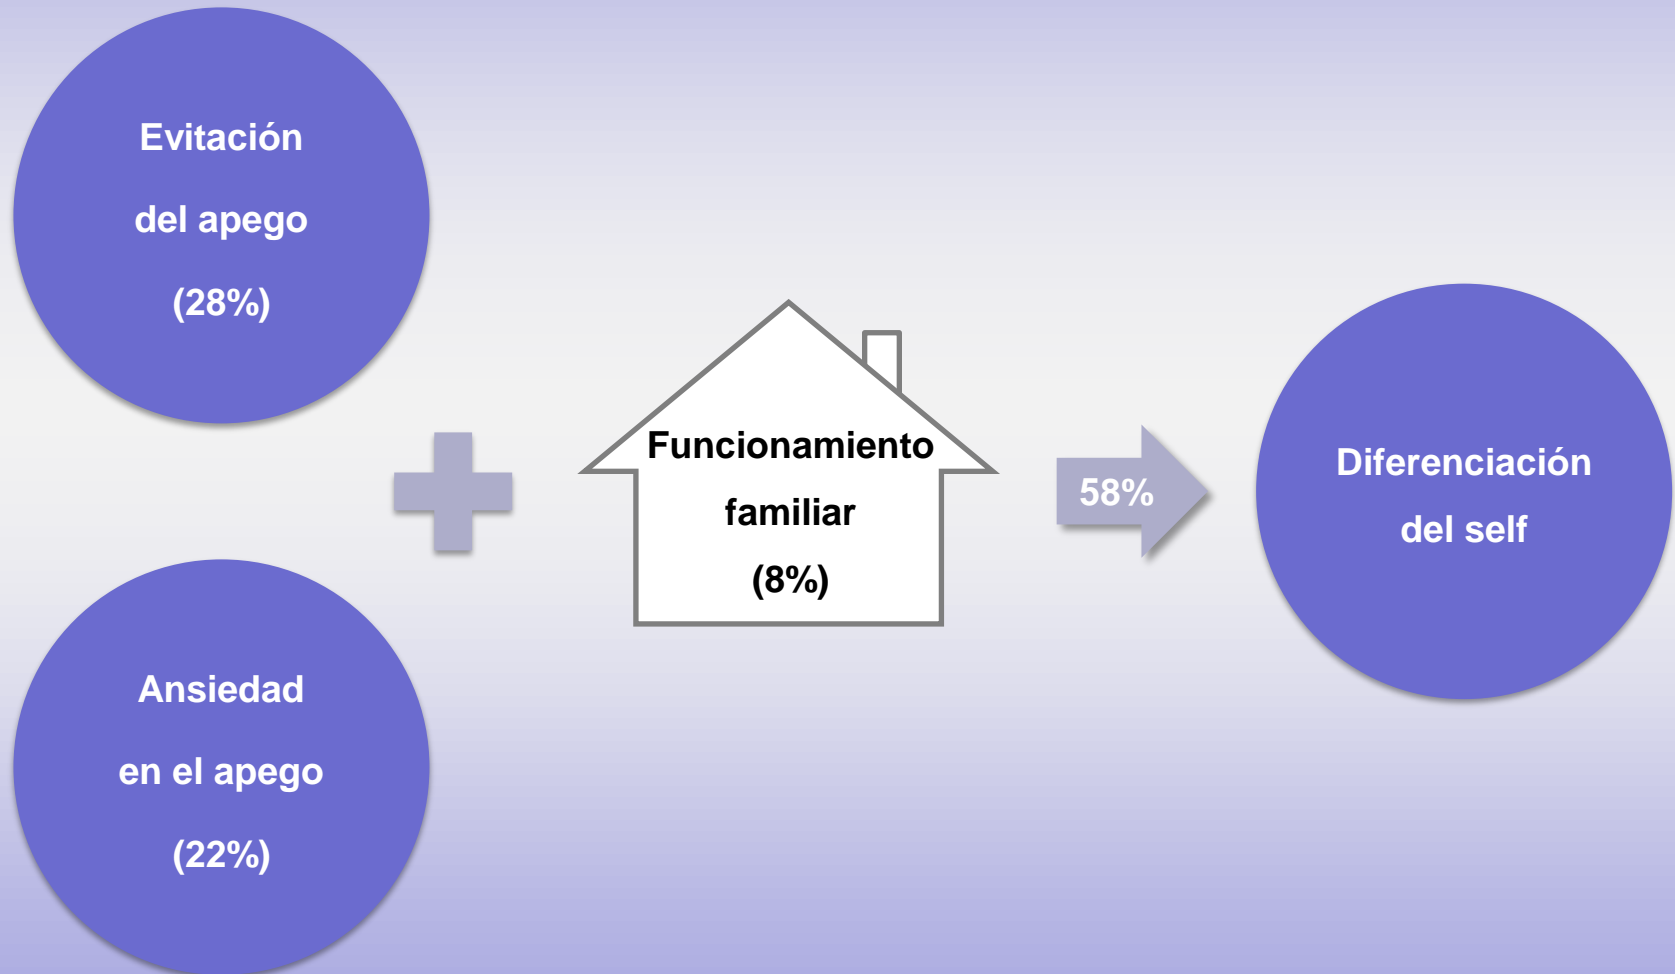 Evitación
del apego
(28%)
Ansiedad
en el apego
(22%)
Funcionamiento
familiar
(8%)
58%
Diferenciación
del self